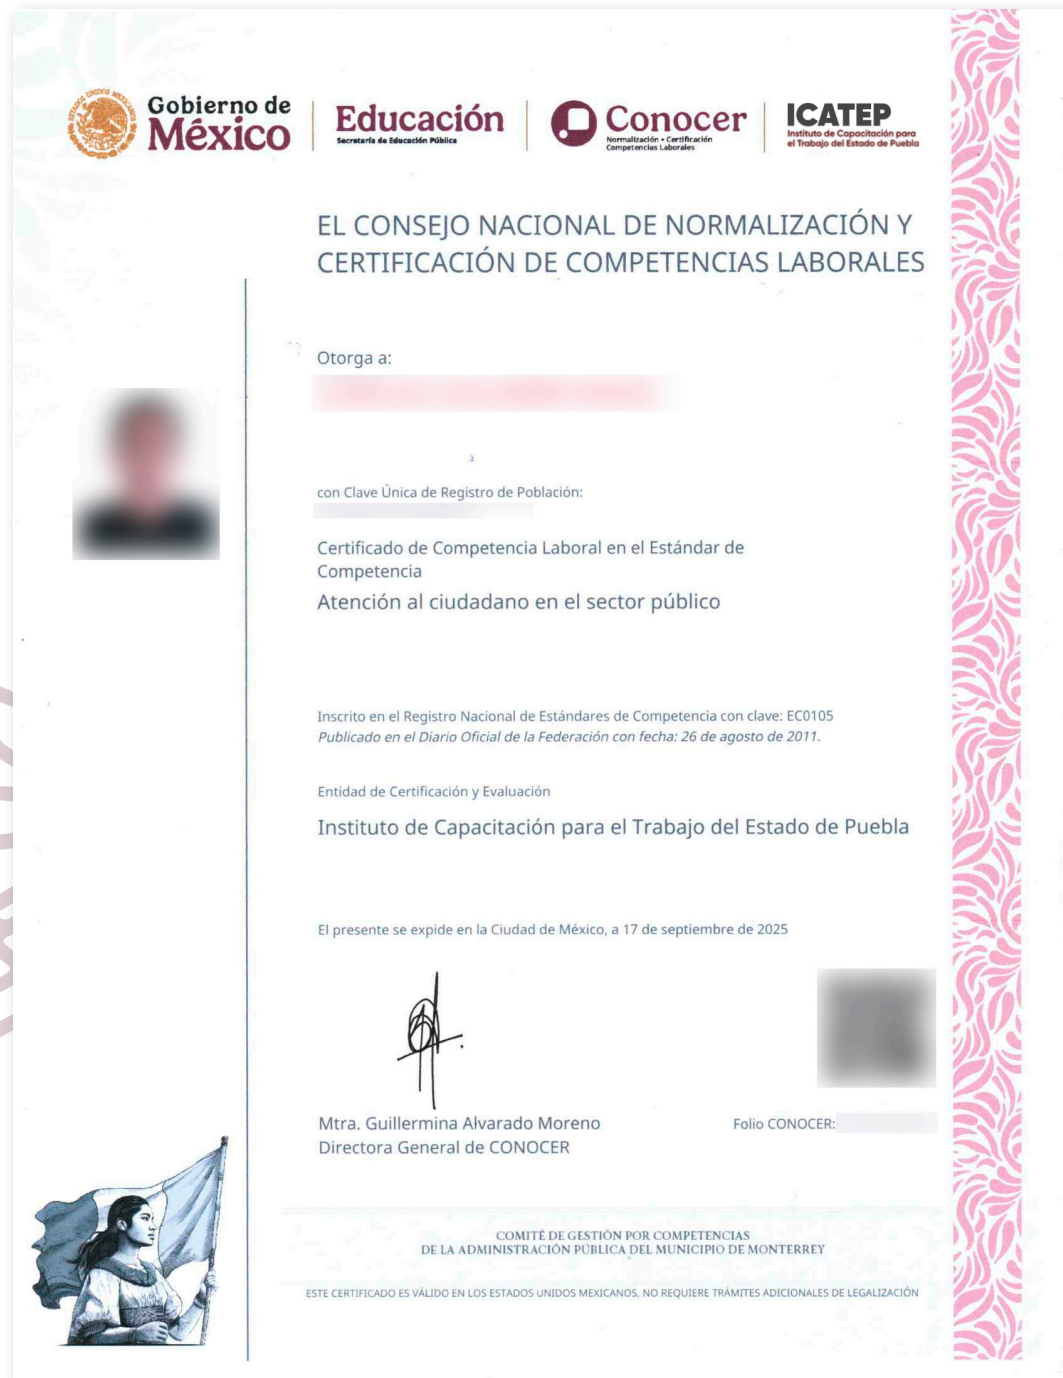 Gobierno de
México
Educación
Secretaría de Educación Pública
Conocer
Normalización • Certificación
Competencias Laborales
ICATEP
Instituto de Capacitación para
el Trabajo del Estado de Puebla
EL CONSEJO NACIONAL DE NORMALIZACIÓN Y
CERTIFICACIÓN DE COMPETENCIAS LABORALES
Otorga a:
con Clave Única de Registro de Población:
Certificado de Competencia Laboral en el Estándar de
Competencia
Atención al ciudadano en el sector público
Inscrito en el Registro Nacional de Estándares de Competencia con clave: EC0105
Publicado en el Diario Oficial de la Federación con fecha: 26 de agosto de 2011.
Entidad de Certificación y Evaluación
Instituto de Capacitación para el Trabajo del Estado de Puebla
El presente se expide en la Ciudad de México, a 17 de septiembre de 2025
Mtra. Guillermina Alvarado Moreno
Directora General de CONOCER
Folio CONOCER:
COMITÉ DE GESTIÓN POR COMPETENCIAS
DE LA ADMINISTRACIÓN PÚBLICA DEL MUNICIPIO DE MONTERREY
ESTE CERTIFICADO ES VÁLIDO EN LOS ESTADOS UNIDOS MEXICANOS, NO REQUIERE TRÁMITES ADICIONALES DE LEGALIZACIÓN